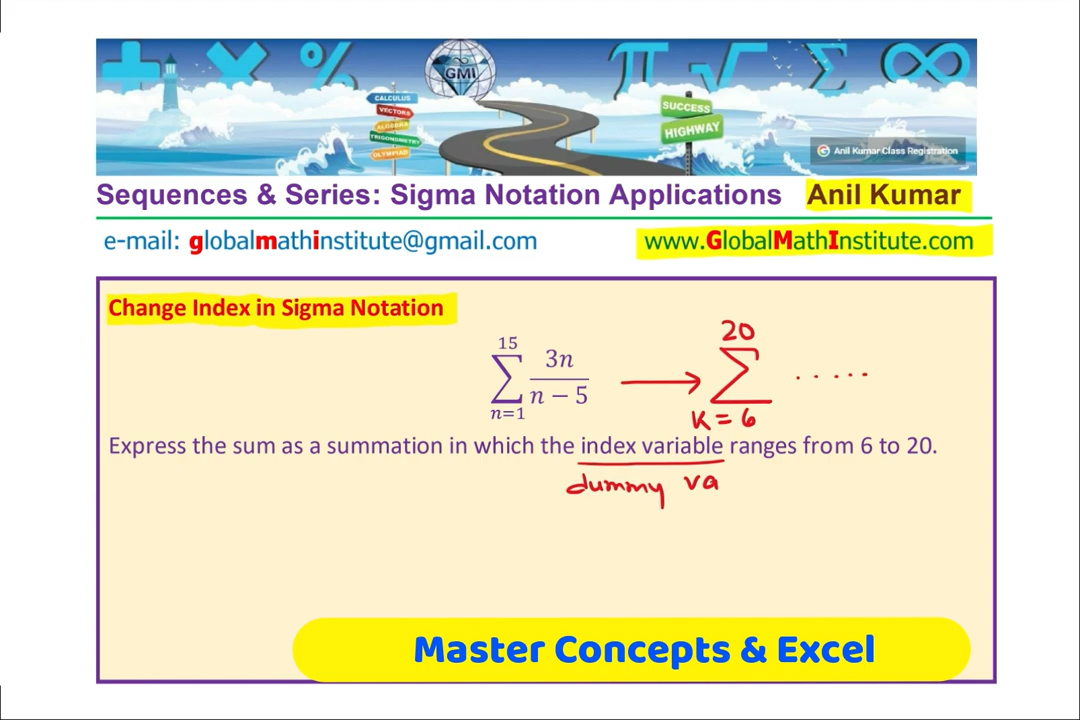 GMI
CALCULUS
VECTORS
ALGEBRA
TRIGONOMETRY
OLYMPIAD
SUCCESS
HIGHWAY
Anil Kumar Class Registration
Sequences & Series: Sigma Notation Applications Anil Kumar
e-mail: globalmathinstitute@gmail.com www.GlobalMathInstitute.com
Change Index in Sigma Notation
15 20
∑ 3n / (n − 5) → ∑ .....
n=1 K = 6
Express the sum as a summation in which the index variable ranges from 6 to 20.
dummy va
Master Concepts & Excel